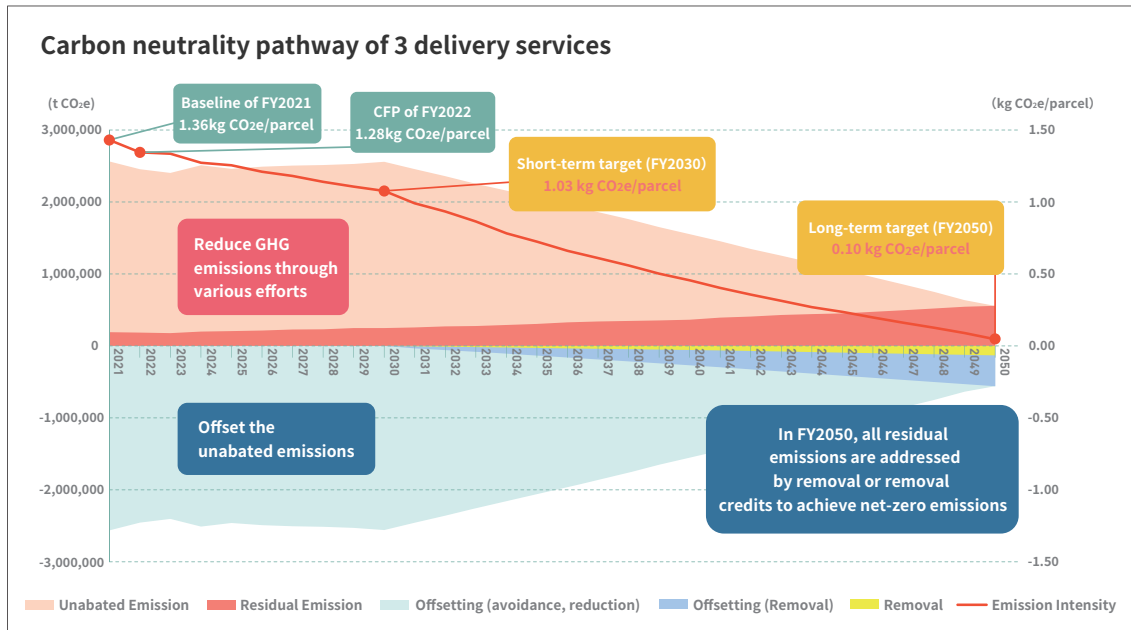 Carbon neutrality pathway of 3 delivery services
(t CO₂e)
(kg CO₂e/parcel)
Baseline of FY2021
1.36kg CO₂e/parcel
CFP of FY2022
1.28kg CO₂e/parcel
Short-term target (FY2030)
1.03 kg CO₂e/parcel
Long-term target (FY2050)
0.10 kg CO₂e/parcel
3,000,000
2,000,000
1,000,000
0
-1,000,000
-2,000,000
-3,000,000
1.50
1.00
0.50
0.00
-0.50
-1.00
-1.50
Reduce GHG
emissions through
various efforts
2021
2022
2023
2024
2025
2026
2027
2028
2029
2030
2031
2032
2033
2034
2035
2036
2037
2038
2039
2040
2041
2042
2043
2044
2045
2046
2047
2048
2049
2050
Offset the
unabated emissions
In FY2050, all residual
emissions are addressed
by removal or removal
credits to achieve net-zero emissions
Unabated Emission
Residual Emission
Offsetting (avoidance, reduction)
Offsetting (Removal)
Removal
Emission Intensity